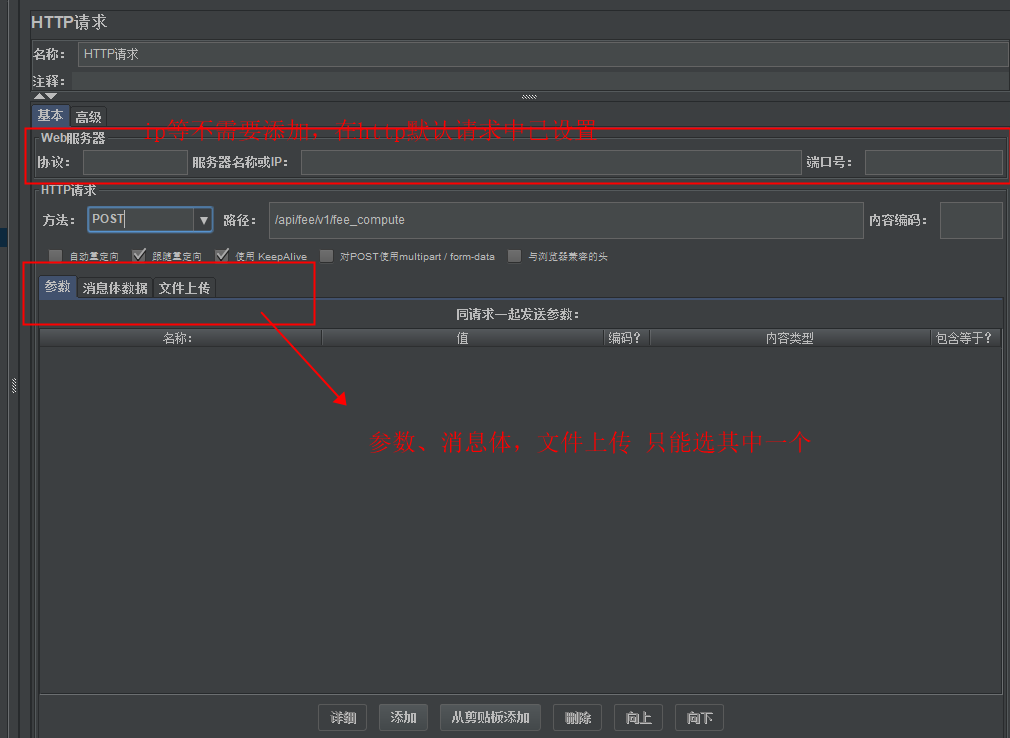 HTTP请求
名称： HTTP请求
注释：
基本 高级
ip等不需要添加，在http默认请求中已设置
Web服务器
协议： 服务器名称或IP： 端口号：
HTTP请求
方法： POST 路径： /api/fee/v1/fee_compute 内容编码：
自动重定向 跟随重定向 使用 KeepAlive 对POST使用multipart / form-data 与浏览器兼容的头
参数 消息体数据 文件上传
同请求一起发送参数：
名称： 值 编码? 内容类型 包含等于?
参数、消息体，文件上传 只能选其中一个
详细 添加 从剪贴板添加 删除 向上 向下